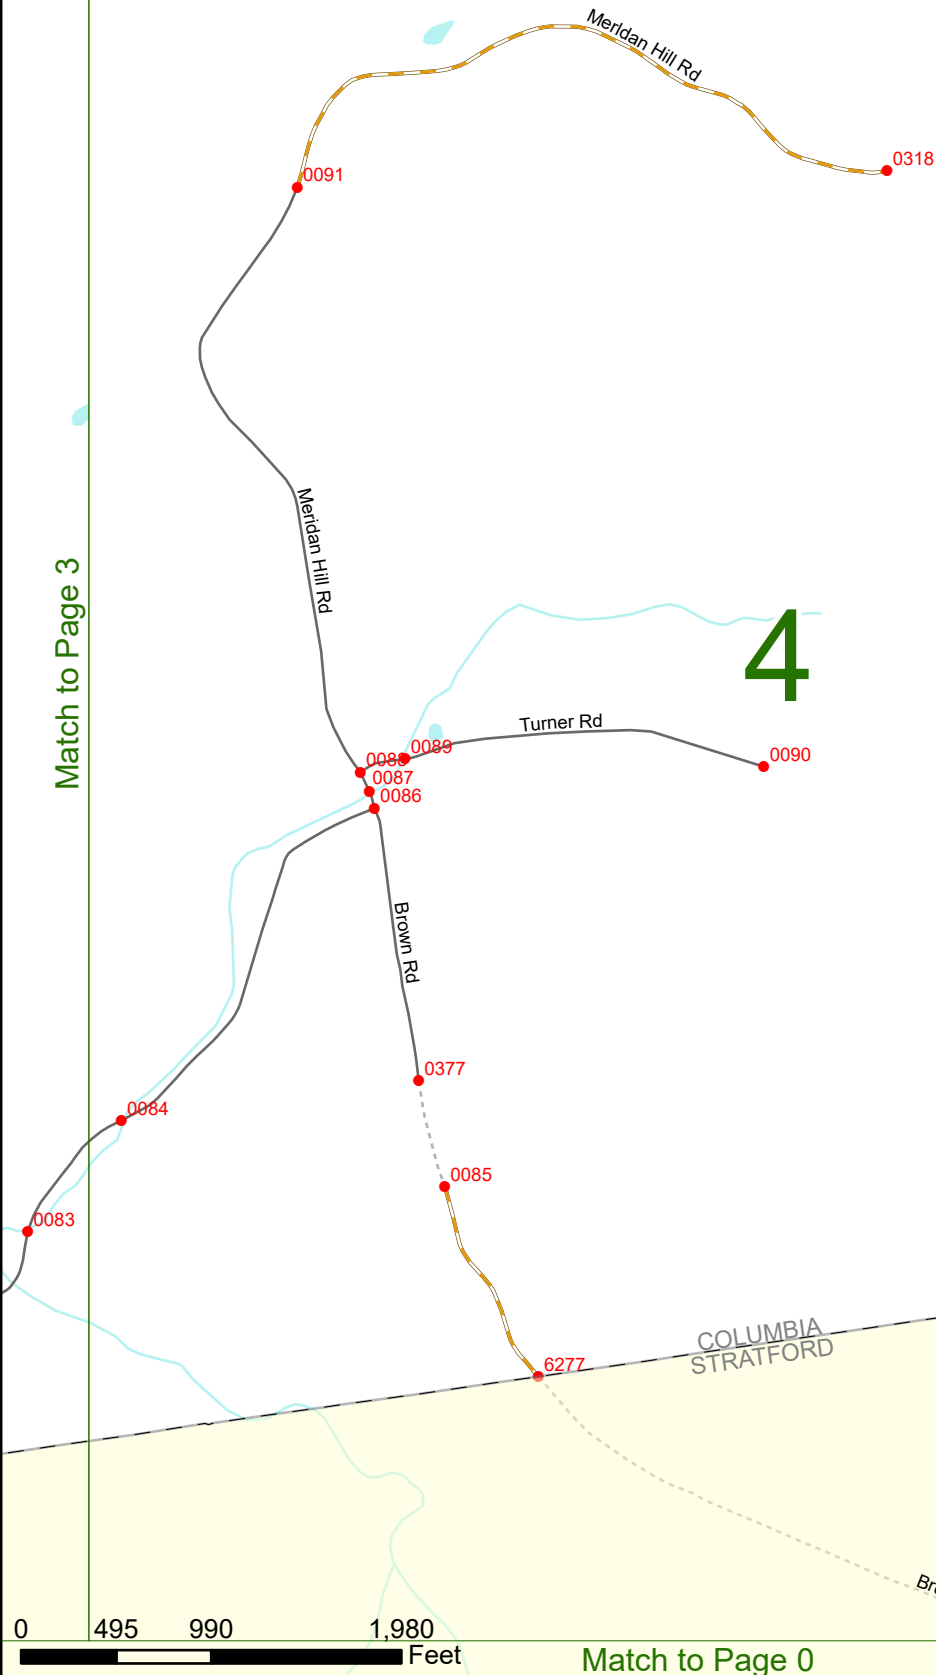 Meridan Hill Rd
0318
0091
Meridan Hill Rd
Match to Page 3
4
Turner Rd
0089
0088
0090
0087
0086
Brown Rd
0377
0084
0085
0083
COLUMBIA
STRATFORD
6277
0 495 990 1,980
Feet
Match to Page 0